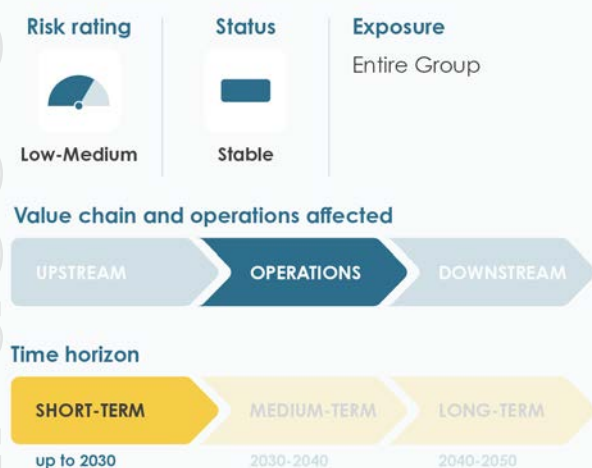 Risk rating
Status
Exposure
Entire Group
Low-Medium
Stable
Value chain and operations affected
UPSTREAM
OPERATIONS
DOWNSTREAM
Time horizon
SHORT-TERM
MEDIUM-TERM
LONG-TERM
up to 2030
2030-2040
2040-2050